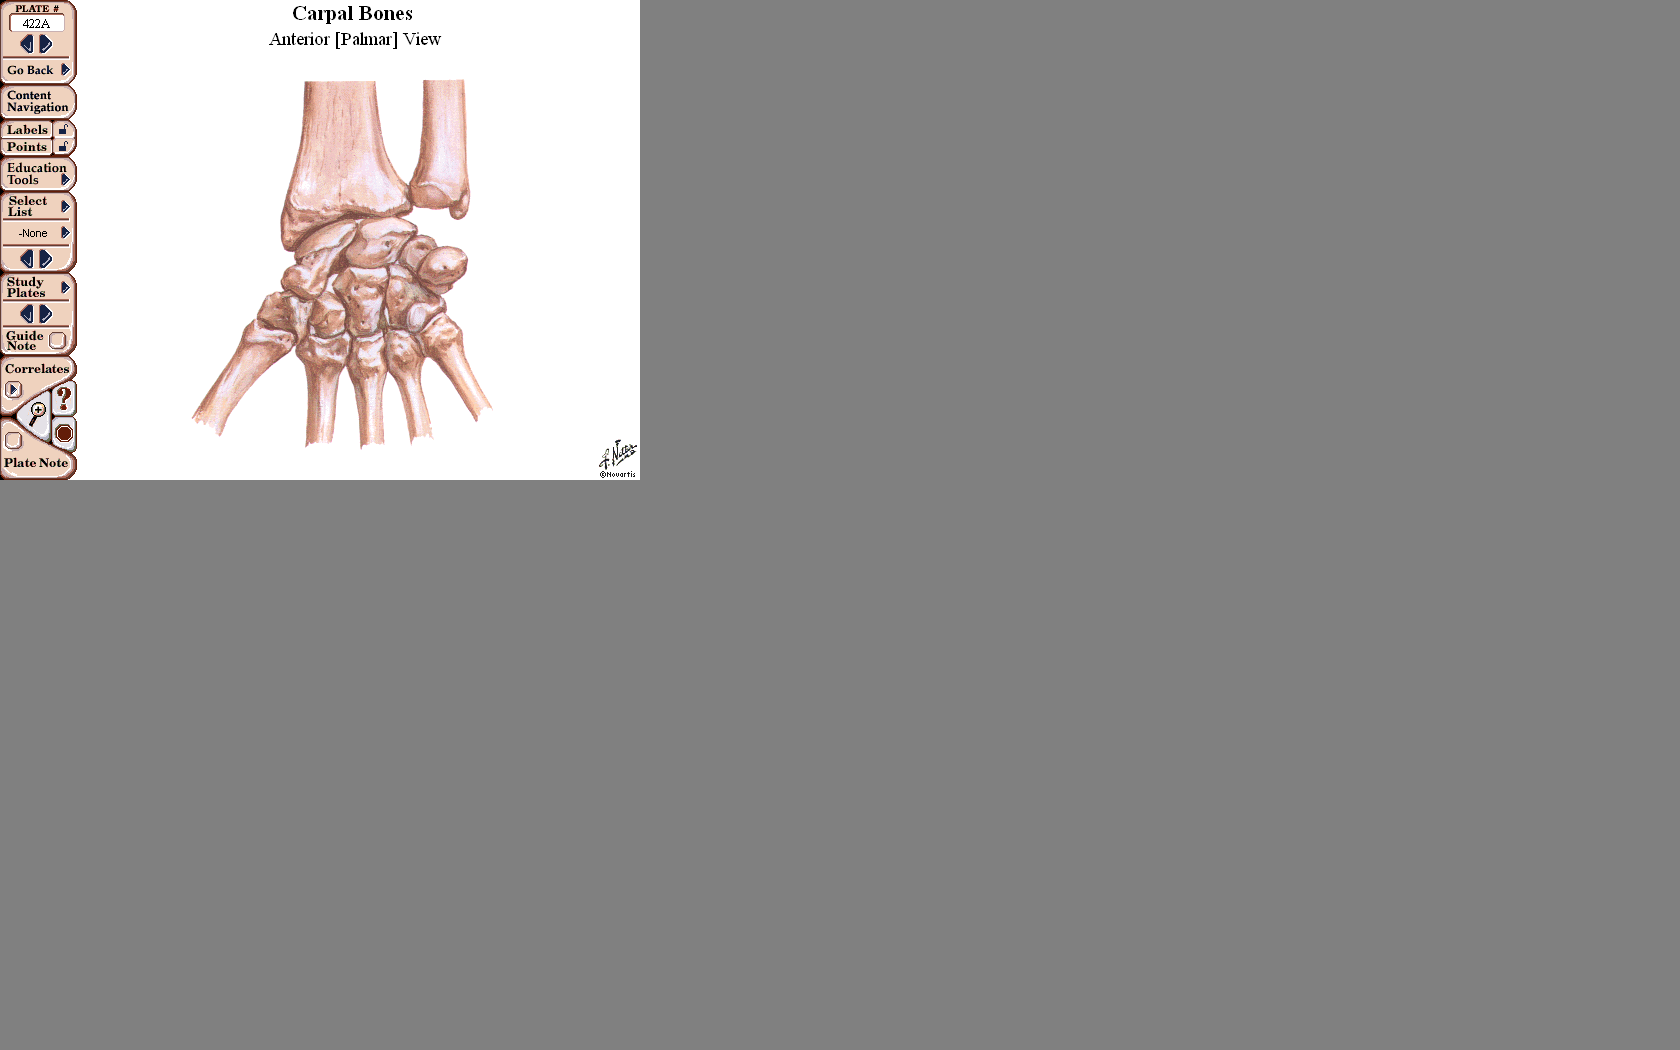 PLATE #
422A
Go Back
Content
Navigation
Labels
Points
Education
Tools
Select
List
-None
Study
Plates
Guide
Note
Correlates
?
Plate Note
Carpal Bones
Anterior [Palmar] View
f. Netter
©Novartis